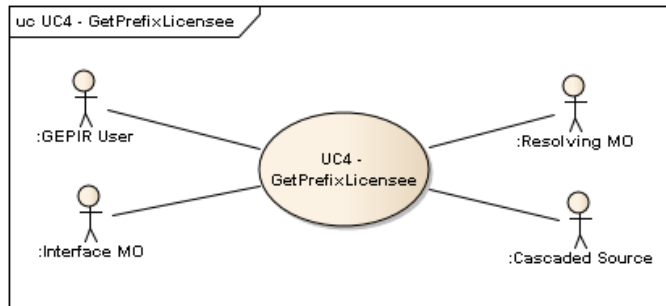 uc UC4 - GetPrefixLicensee
:GEPIR User
:Resolving MO
UC4 -
GetPrefixLicensee
:Interface MO
:Cascaded Source